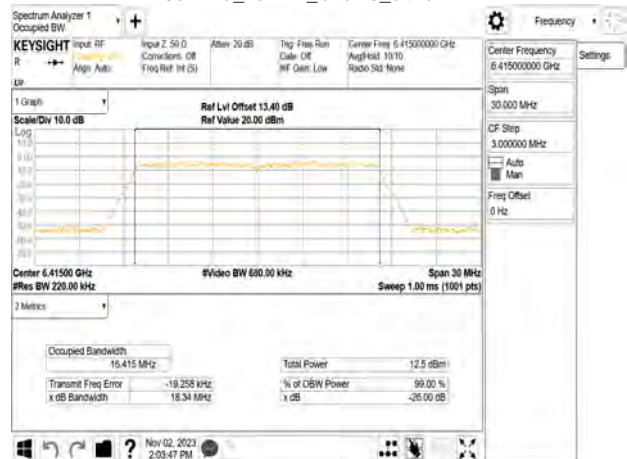 Spectrum Analyzer 1
Occupied BW
+
Frequency
KEYSIGHT
Input: RF
Input Z: 50 Ω
Atten: 20 dB
Trig: Free Run
Center Freq: 6.415000000 GHz
R
Corrections: Off
Gate: Off
Avg|Hold: 10/10
Align: Auto
Freq Ref: Int (S)
#IF Gain: Low
Radio Std: None
Center Frequency
6.415000000 GHz
Settings
Span
30.000 MHz
CF Step
3.000000 MHz
Auto
Man
Freq Offset
0 Hz
1 Graph
Scale/Div 10.0 dB
Ref Lvl Offset 13.40 dB
Ref Value 20.00 dBm
Log
Center 6.41500 GHz
#Video BW 680.00 kHz
Span 30 MHz
#Res BW 220.00 kHz
Sweep 1.00 ms (1001 pts)
2 Metrics
Occupied Bandwidth
16.415 MHz
Total Power
12.5 dBm
Transmit Freq Error
-19.258 kHz
% of OBW Power
99.00 %
x dB Bandwidth
18.34 MHz
x dB
-26.00 dB
?
Nov 02, 2023
2:03:47 PM